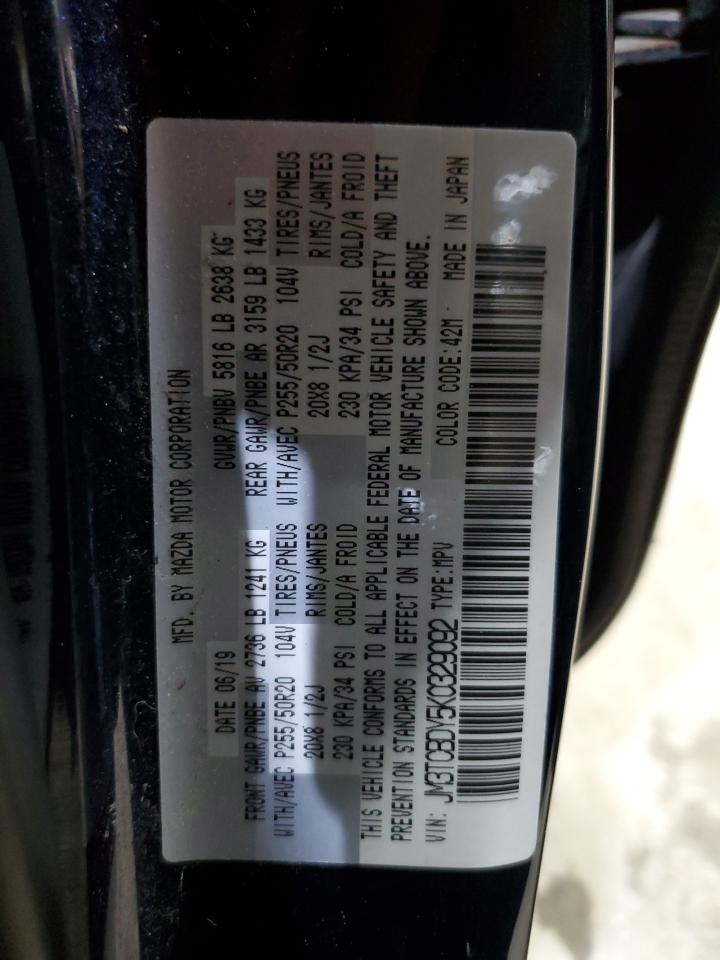 MFD. BY MAZDA MOTOR CORPORATION
DATE 06/19 GVWR/PNBV 5816 LB 2638 KG
FRONT GAWR/PNBE AV 2736 LB 1241 KG REAR GAWR/PNBE AR 3159 LB 1433 KG
WITH/AVEC P255/50R20 104V TIRES/PNEUS WITH/AVEC P255/50R20 104V TIRES/PNEUS
20X8 1/2J RIMS/JANTES 20X8 1/2J RIMS/JANTES
230 KPA/34 PSI COLD/A FROID 230 KPA/34 PSI COLD/A FROID
THIS VEHICLE CONFORMS TO ALL APPLICABLE FEDERAL MOTOR VEHICLE SAFETY AND THEFT
PREVENTION STANDARDS IN EFFECT ON THE DATE OF MANUFACTURE SHOWN ABOVE.
VIN: JM3TCBDY5K0329092 TYPE:MPV COLOR CODE:42M MADE IN JAPAN